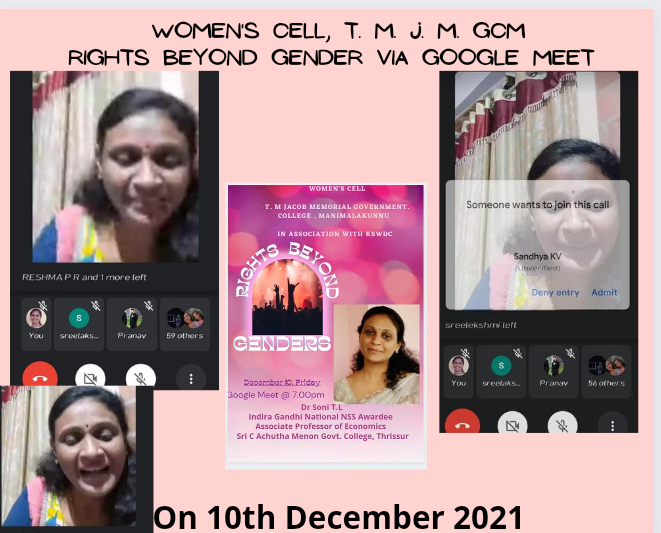 WOMEN'S CELL, T. M. J. M. GCM
RIGHTS BEYOND GENDER VIA GOOGLE MEET
RESHMA P R and 1 more left
You sreelaks... Pranav 59 others
S
WOMEN'S CELL
T. M JACOB MEMORIAL GOVERNMENT.
COLLEGE . MANIMALAKUNNU
IN ASSOCIATION WITH KSWDC
RIGHTS BEYOND
GENDERS
December 10, Friday
Google Meet @ 7.00pm
Dr Soni T.L
Indira Gandhi National NSS Awardee
Associate Professor of Economics
Sri C Achutha Menon Govt. College, Thrissur
Someone wants to join this call
Sandhya KV
(Unverified)
Deny entry Admit
sreelekshmi left
S
You sreelaks... Pranav 56 others
On 10th December 2021